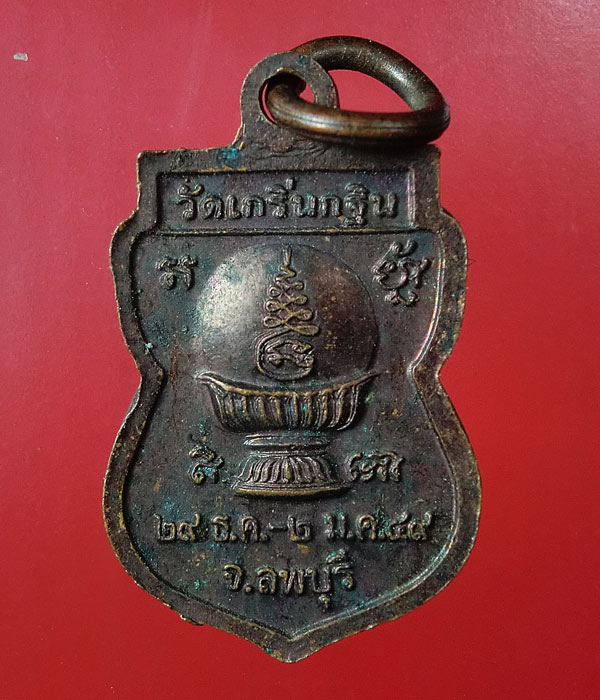 วัดเกริ่นกฐิน
๒๙ ธ.ค.-๒ ม.ค.๔๙
จ.ลพบุรี